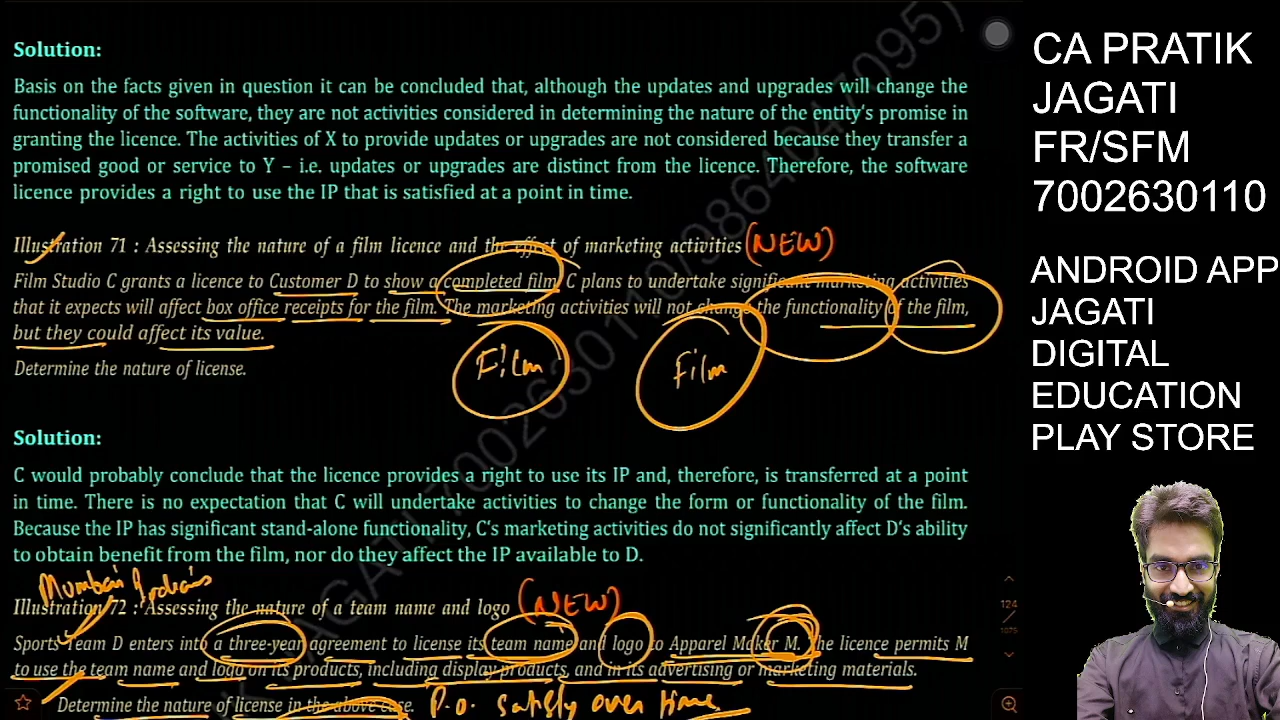 Solution:
Basis on the facts given in question it can be concluded that, although the updates and upgrades will change the
functionality of the software, they are not activities considered in determining the nature of the entity's promise in
granting the licence. The activities of X to provide updates or upgrades are not considered because they transfer a
promised good or service to Y – i.e. updates or upgrades are distinct from the licence. Therefore, the software
licence provides a right to use the IP that is satisfied at a point in time.
Illustration 71 : Assessing the nature of a film licence and the effect of marketing activities (NEW)
Film Studio C grants a licence to Customer D to show a completed film. C plans to undertake significant marketing activities
that it expects will affect box office receipts for the film. The marketing activities will not change the functionality of the film,
but they could affect its value.
Film Film
Determine the nature of license.
Solution:
C would probably conclude that the licence provides a right to use its IP and, therefore, is transferred at a point
in time. There is no expectation that C will undertake activities to change the form or functionality of the film.
Because the IP has significant stand-alone functionality, C's marketing activities do not significantly affect D's ability
to obtain benefit from the film, nor do they affect the IP available to D.
Mumbai Indians
Illustration 72 : Assessing the nature of a team name and logo (NEW)
Sports Team D enters into a three-year agreement to license its team name and logo to Apparel Maker M. The licence permits M
to use the team name and logo on its products, including display products, and in its advertising or marketing materials.
Determine the nature of license in the above case. P.O. satisfy over time
CA PRATIK
JAGATI
FR/SFM
7002630110
ANDROID APP
JAGATI
DIGITAL
EDUCATION
PLAY STORE
124
1075